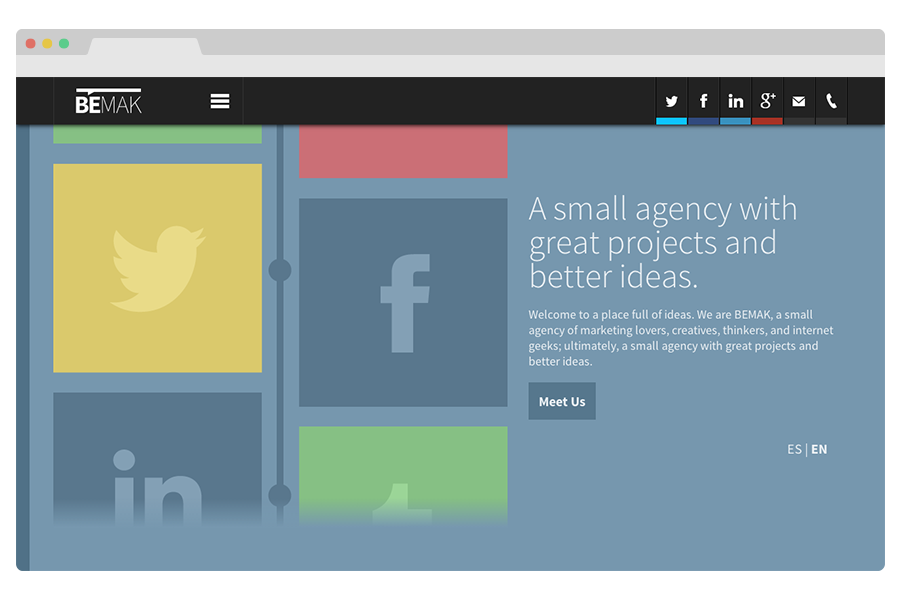 BEMAK
A small agency with
great projects and
better ideas.
Welcome to a place full of ideas. We are BEMAK, a small
agency of marketing lovers, creatives, thinkers, and internet
geeks; ultimately, a small agency with great projects and
better ideas.
Meet Us
ES | EN